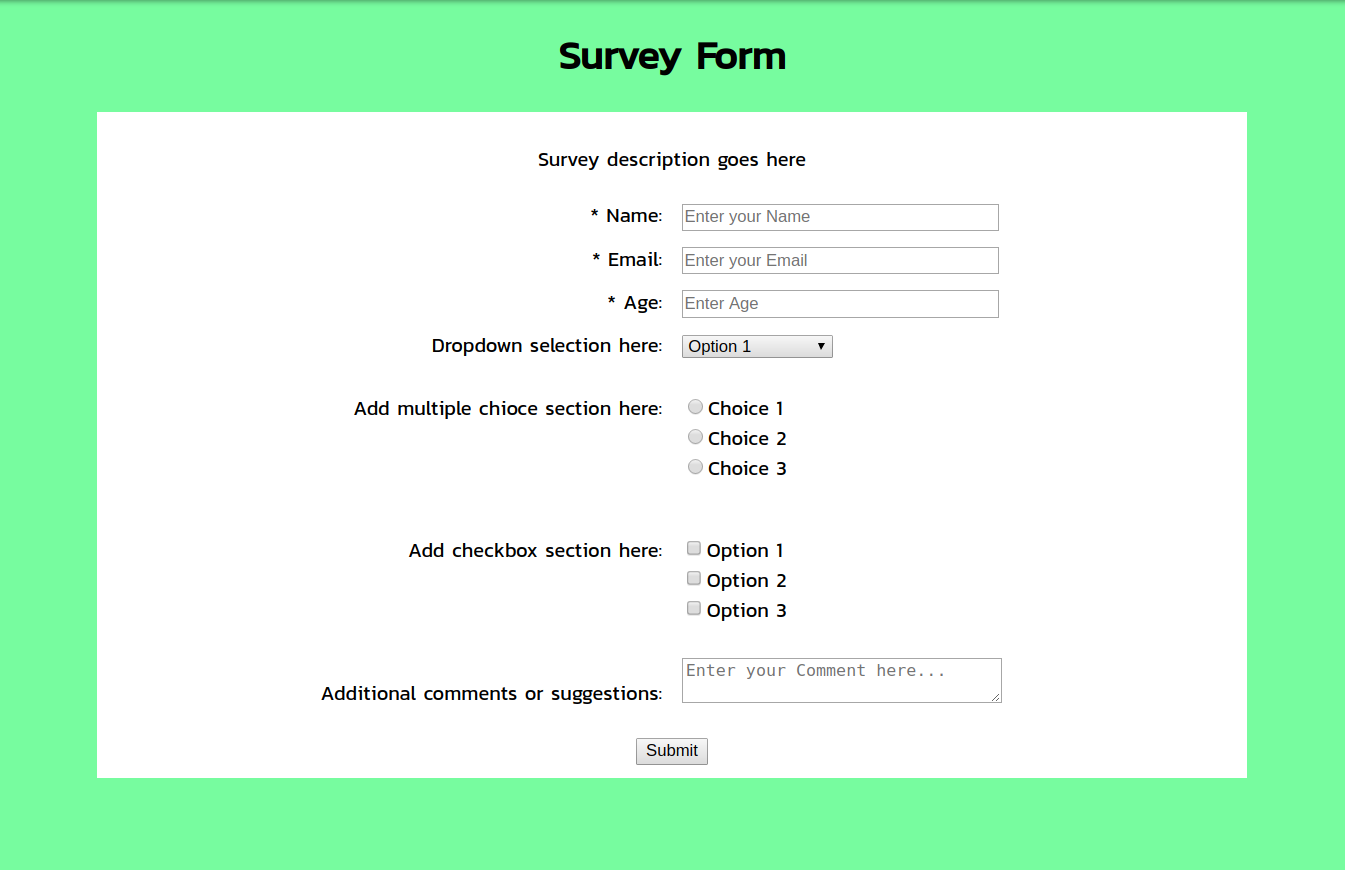 Survey Form
Survey description goes here
* Name: Enter your Name
* Email: Enter your Email
* Age: Enter Age
Dropdown selection here: Option 1
Add multiple chioce section here: Choice 1
Choice 2
Choice 3
Add checkbox section here: Option 1
Option 2
Option 3
Enter your Comment here...
Additional comments or suggestions:
Submit